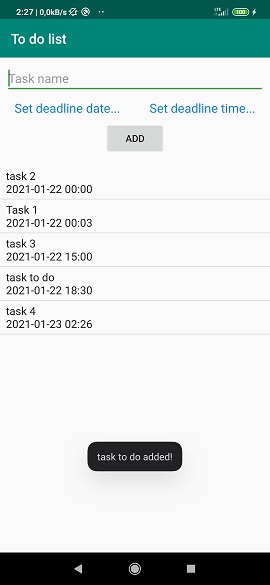 2:27 | 0,0kB/s
100
To do list
Task name
Set deadline date... Set deadline time...
ADD
task 2
2021-01-22 00:00
Task 1
2021-01-22 00:03
task 3
2021-01-22 15:00
task to do
2021-01-22 18:30
task 4
2021-01-23 02:26
task to do added!